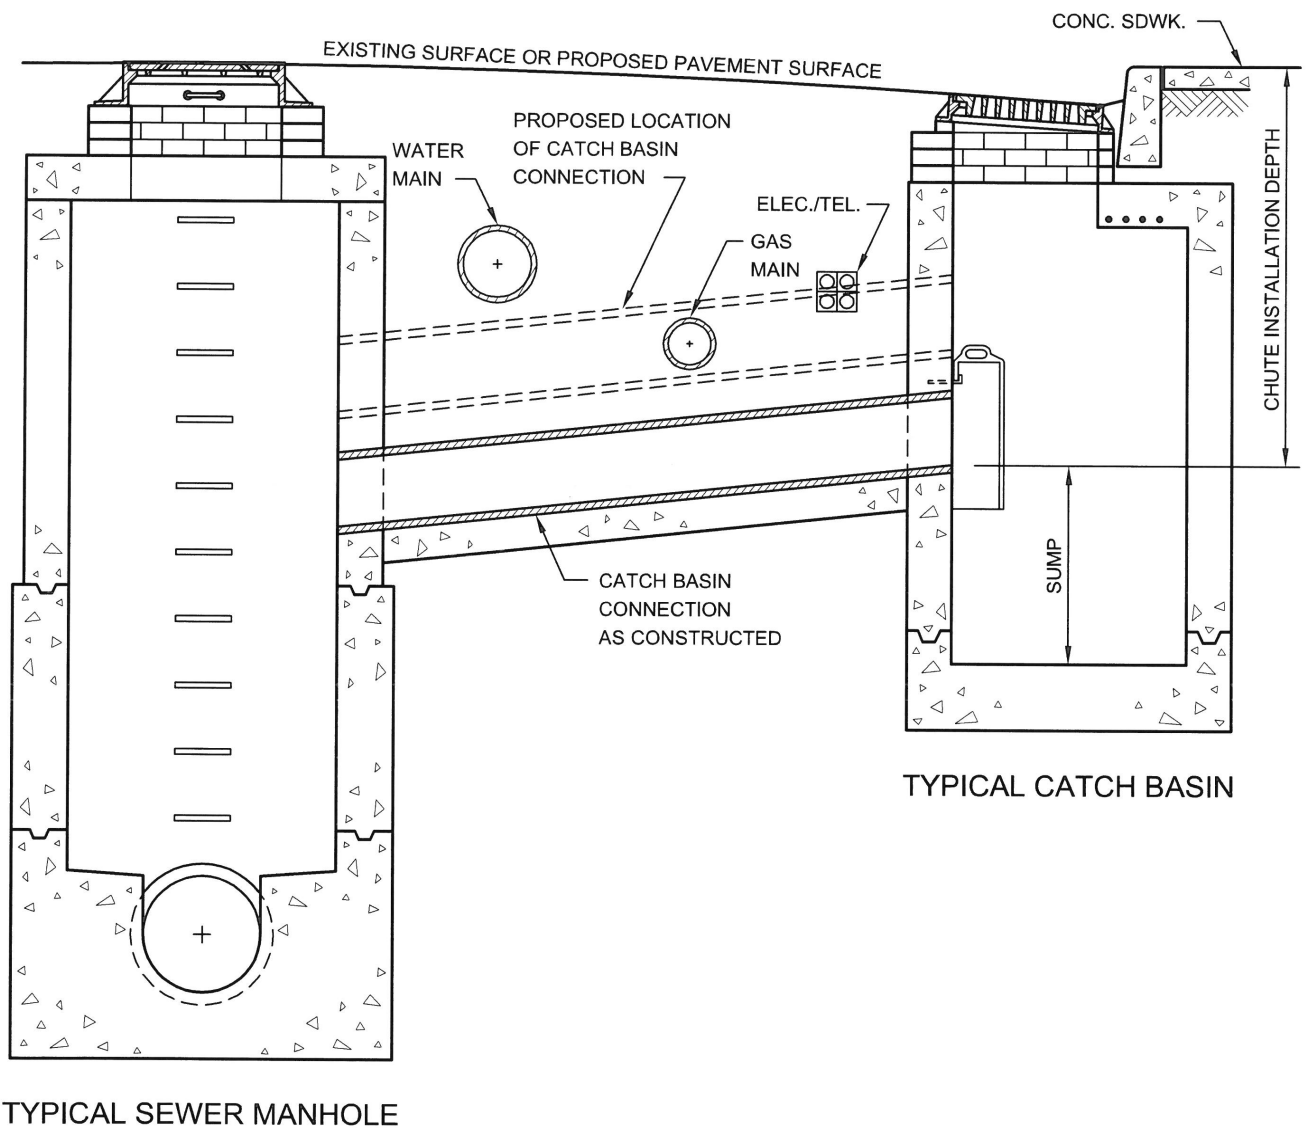 CONC. SDWK.
EXISTING SURFACE OR PROPOSED PAVEMENT SURFACE
PROPOSED LOCATION
OF CATCH BASIN
CONNECTION
WATER
MAIN
ELEC./TEL.
GAS
MAIN
CHUTE INSTALLATION DEPTH
SUMP
CATCH BASIN
CONNECTION
AS CONSTRUCTED
TYPICAL CATCH BASIN
TYPICAL SEWER MANHOLE